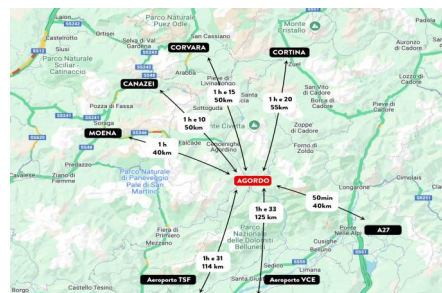 Laion
Ortisei
Castelrotto
Siusi
Selva di Val
Gardena
Parco Naturale
Puez Odle
San Cassiano
CORVARA
Parco
Monte
Cristallo
CORTINA
Zuel
Auronzo
di Cadore
Parco Naturale
Sciliar
Catinaccio
CANAZEI
Arabba
Pieve di
Livinallongo
1 h e 15
50km
Santa
1 h e 20
55km
San Vito
di Cadore
Borca di
Cadore
Lozzo di
Cadore
Pozza di Fassa
Soraga
1 h e 10
50km
Sottoguda
Pieve di
Cadore
MOENA
Falcade
Civetta
Zoppe'
di Cadore
Cencenighe
Agordino
Forno di
Zoldo
1 h
40km
Predazzo
Cavalese
Ziano di
Fiemme
Parco Naturale
di Paneveggio
Pale di San
Martino
AGORDO
50min
40km
Longarone
Cimolais
1h e 33
125 km
Fiera di
Primiero
Mezzano
Parco
Nazionale
delle Dolomiti
Bellunesi
Ponte
Nelle Alpi
A27
1h e 31
114 km
Sedico
Belluno
Aeroporto TSF
Aeroporto VCE
Limana
Santa Giustina
Borgo
Castello Tesino